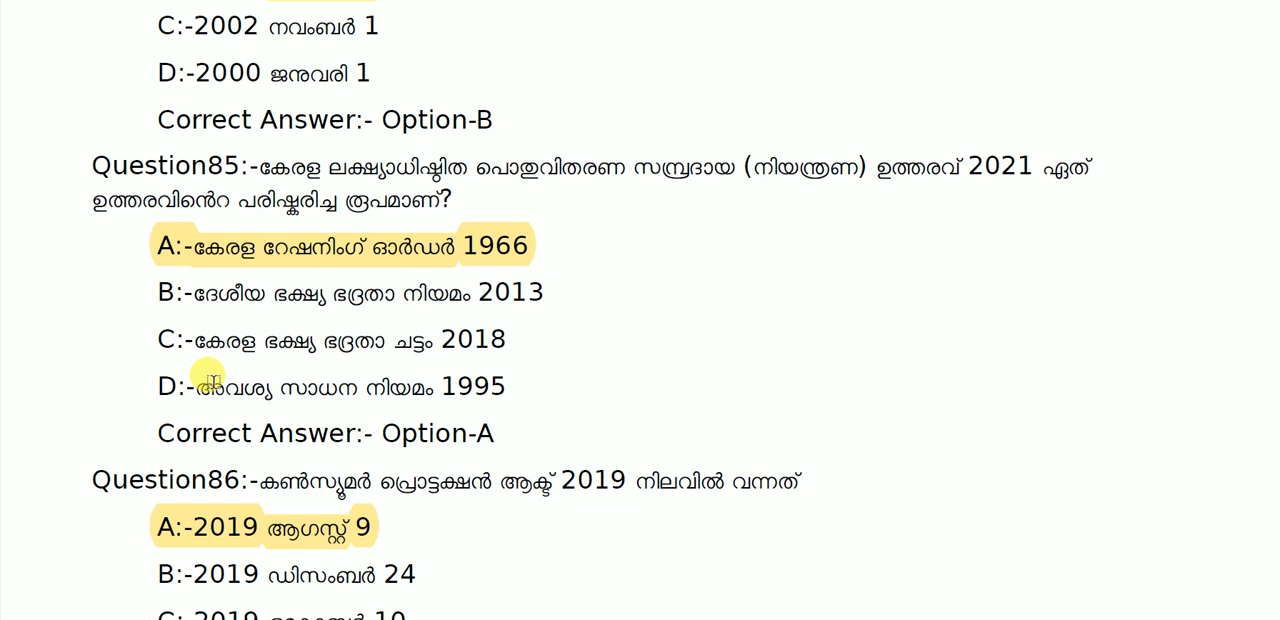 C:-2002 നവംബർ 1
D:-2000 ജനുവരി 1
Correct Answer:- Option-B
Question85:-കേരള ലക്ഷ്യാധിഷ്ഠിത പൊതുവിതരണ സമ്പ്രദായ (നിയന്ത്രണ) ഉത്തരവ് 2021 ഏത്
ഉത്തരവിൻെറ പരിഷ്കരിച്ച രൂപമാണ്?
A:-കേരള റേഷനിംഗ് ഓർഡർ 1966
B:-ദേശീയ ഭക്ഷ്യ ഭദ്രതാ നിയമം 2013
C:-കേരള ഭക്ഷ്യ ഭദ്രതാ ചട്ടം 2018
D:-അവശ്യ സാധന നിയമം 1995
Correct Answer:- Option-A
Question86:-കൺസ്യൂമർ പ്രൊട്ടക്ഷൻ ആക്ട് 2019 നിലവിൽ വന്നത്
A:-2019 ആഗസ്റ്റ് 9
B:-2019 ഡിസംബർ 24
C:-2019 10